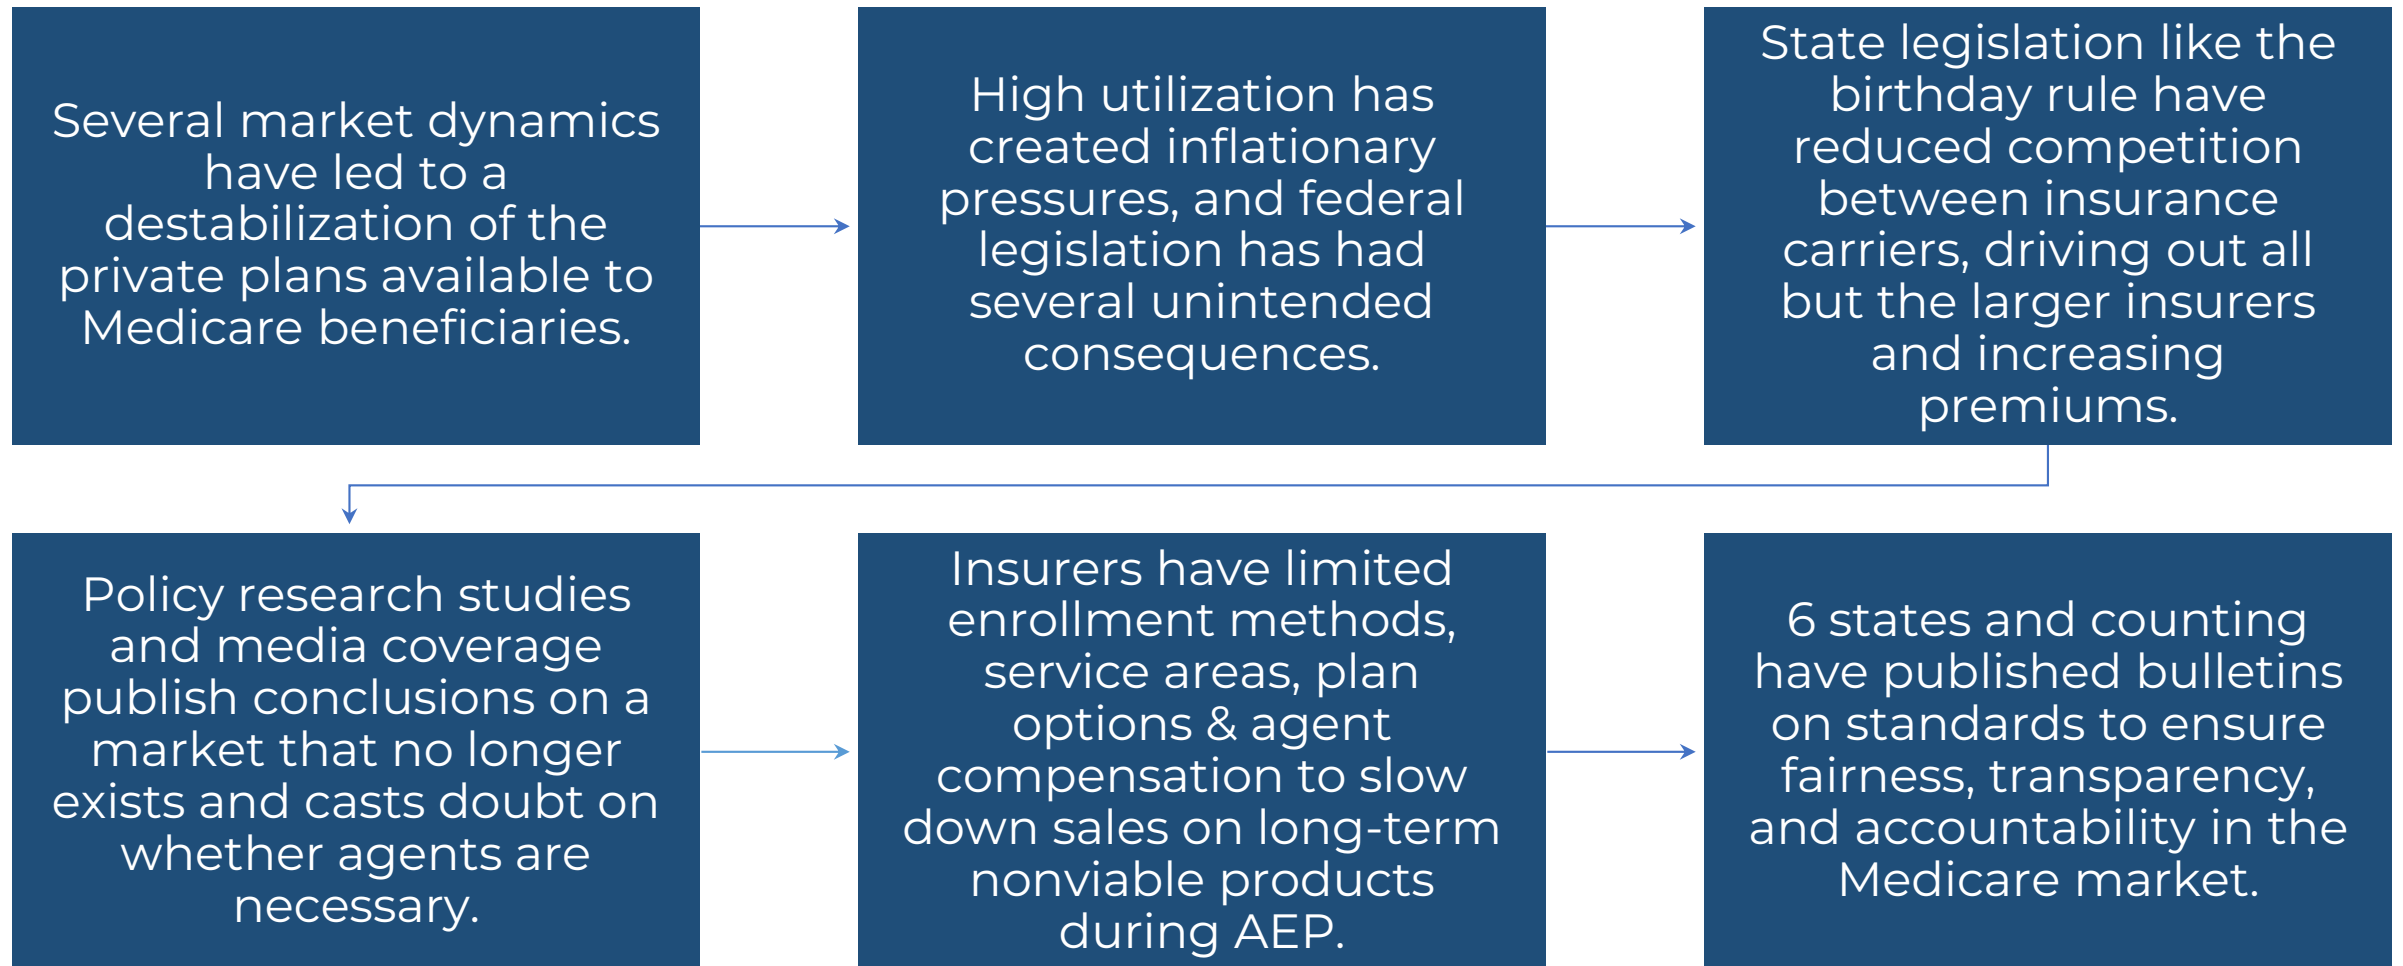 Several market dynamics
have led to a
destabilization of the
private plans available to
Medicare beneficiaries.
High utilization has
created inflationary
pressures, and federal
legislation has had
several unintended
consequences.
State legislation like the
birthday rule have
reduced competition
between insurance
carriers, driving out all
but the larger insurers
and increasing
premiums.
Policy research studies
and media coverage
publish conclusions on a
market that no longer
exists and casts doubt on
whether agents are
necessary.
Insurers have limited
enrollment methods,
service areas, plan
options & agent
compensation to slow
down sales on long-term
nonviable products
during AEP.
6 states and counting
have published bulletins
on standards to ensure
fairness, transparency,
and accountability in the
Medicare market.